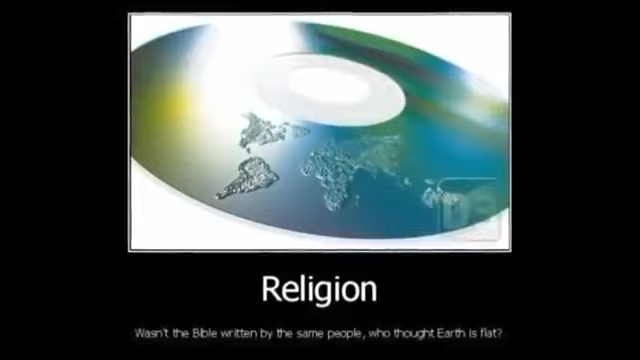 Religion
Wasn't the Bible written by the same people, who thought Earth is flat?